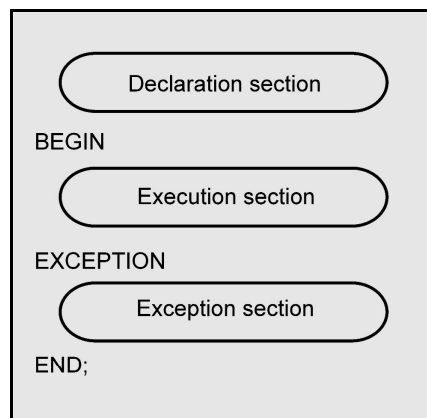 Declaration section
BEGIN
Execution section
EXCEPTION
Exception section
END;